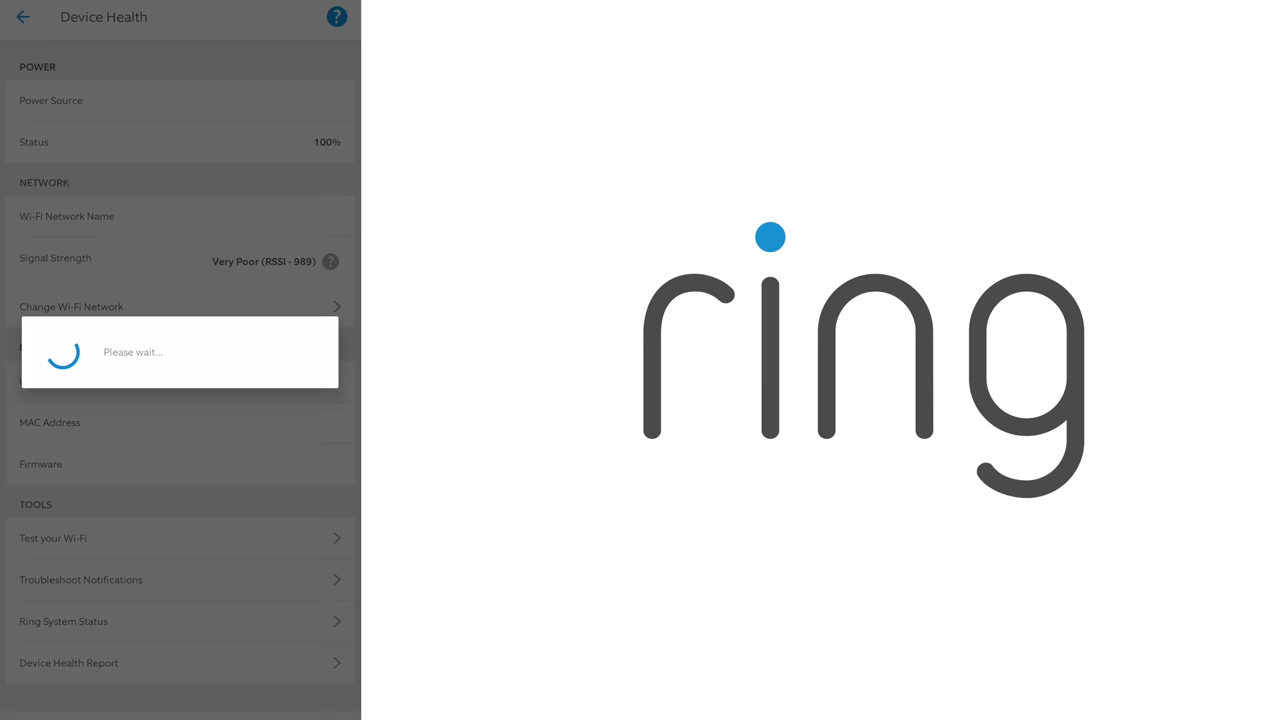 Device Health
?
POWER
Power Source
Status 100%
NETWORK
Wi-Fi Network Name
Signal Strength Very Poor (RSSI - 989) ?
Change Wi-Fi Network
Please wait...
MAC Address
Firmware
TOOLS
Test your Wi-Fi
Troubleshoot Notifications
Ring System Status
Device Health Report
ring